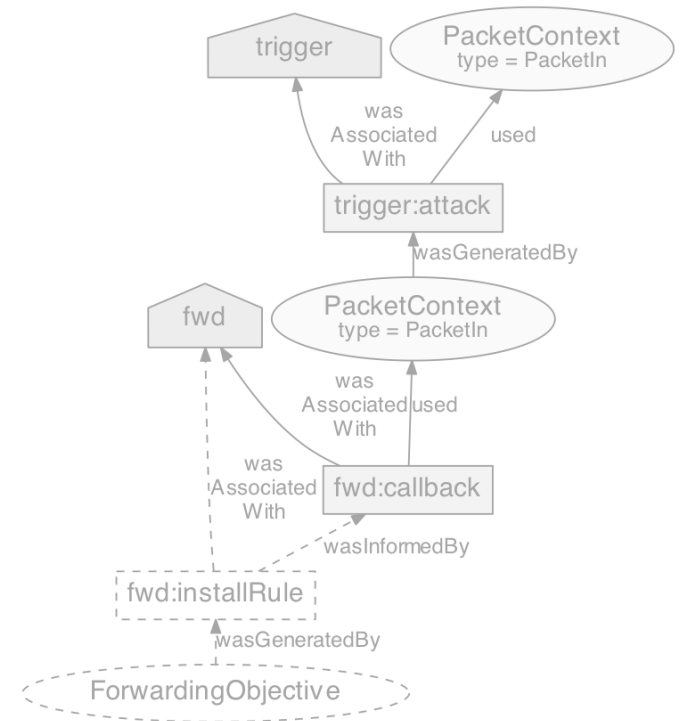 trigger
PacketContext
type = PacketIn
was
Associated
With
used
trigger:attack
wasGeneratedBy
fwd
PacketContext
type = PacketIn
was
Associated
With
used
was
Associated
With
fwd:callback
wasInformedBy
fwd:installRule
wasGeneratedBy
ForwardingObjective